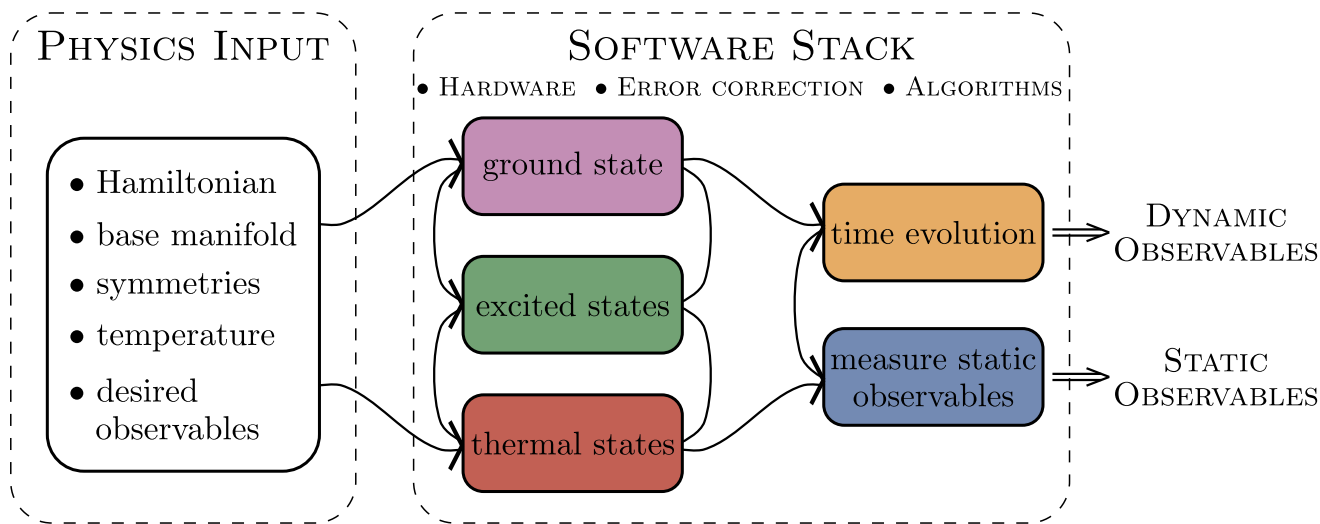 Physics Input
• Hamiltonian
• base manifold
• symmetries
• temperature
• desired
observables
Software Stack
• Hardware • Error correction • Algorithms
ground state
excited states
thermal states
time evolution
measure static
observables
Dynamic
Observables
Static
Observables